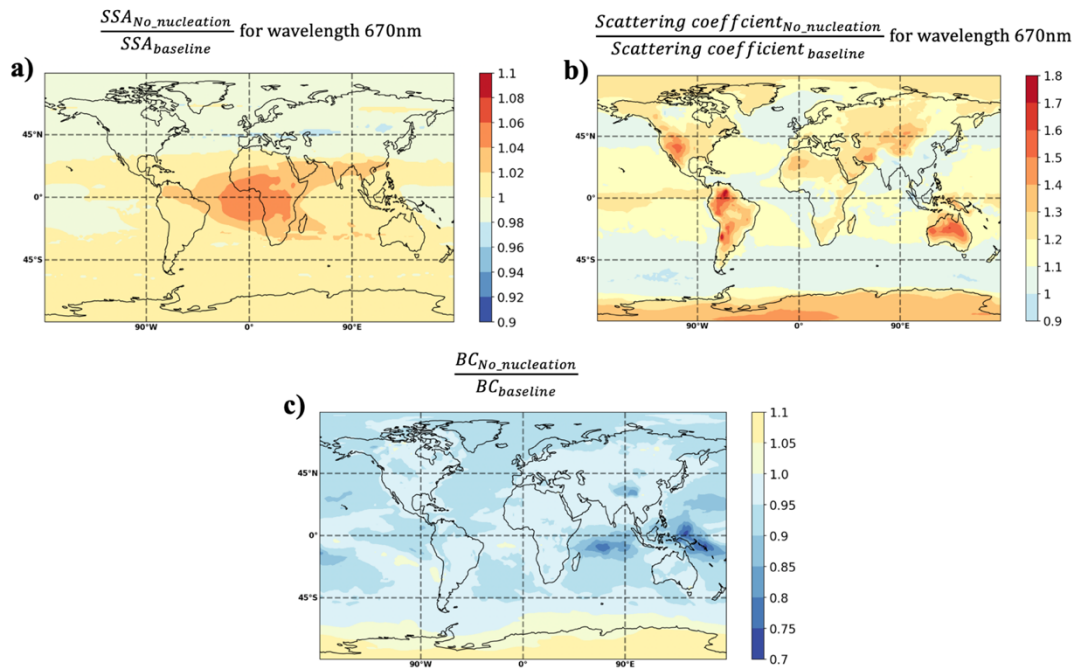 SSA_No_nucleation / SSA_baseline for wavelength 670nm
a)
1.1
1.08
1.06
1.04
1.02
1
0.98
0.96
0.94
0.92
0.9
45°N
0°
45°S
90°W 0° 90°E
Scattering coeffcient_No_nucleation / Scattering coefficient_baseline for wavelength 670nm
b)
1.8
1.7
1.6
1.5
1.4
1.3
1.2
1.1
1
0.9
45°N
0°
45°S
90°W 0° 90°E
BC_No_nucleation / BC_baseline
c)
1.1
1.05
1.0
0.95
0.9
0.85
0.8
0.75
0.7
45°N
0°
45°S
90°W 0° 90°E